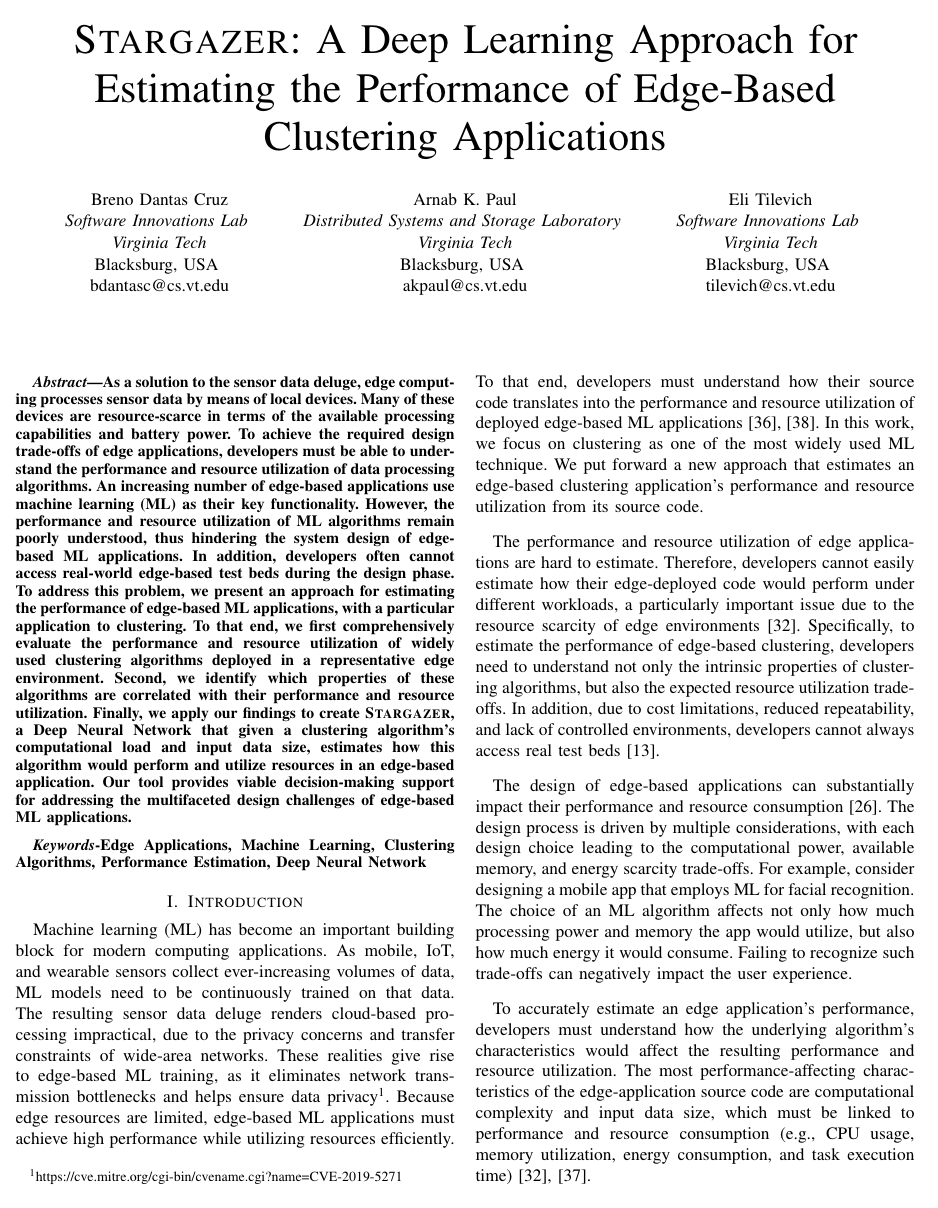 STARGAZER: A Deep Learning Approach for
Estimating the Performance of Edge-Based
Clustering Applications
Breno Dantas Cruz
Software Innovations Lab
Virginia Tech
Blacksburg, USA
bdantasc@cs.vt.edu
Arnab K. Paul
Distributed Systems and Storage Laboratory
Virginia Tech
Blacksburg, USA
akpaul@cs.vt.edu
Eli Tilevich
Software Innovations Lab
Virginia Tech
Blacksburg, USA
tilevich@cs.vt.edu
Abstract—As a solution to the sensor data deluge, edge comput-
ing processes sensor data by means of local devices. Many of these
devices are resource-scarce in terms of the available processing
capabilities and battery power. To achieve the required design
trade-offs of edge applications, developers must be able to under-
stand the performance and resource utilization of data processing
algorithms. An increasing number of edge-based applications use
machine learning (ML) as their key functionality. However, the
performance and resource utilization of ML algorithms remain
poorly understood, thus hindering the system design of edge-
based ML applications. In addition, developers often cannot
access real-world edge-based test beds during the design phase.
To address this problem, we present an approach for estimating
the performance of edge-based ML applications, with a particular
application to clustering. To that end, we first comprehensively
evaluate the performance and resource utilization of widely
used clustering algorithms deployed in a representative edge
environment. Second, we identify which properties of these
algorithms are correlated with their performance and resource
utilization. Finally, we apply our findings to create STARGAZER,
a Deep Neural Network that given a clustering algorithm's
computational load and input data size, estimates how this
algorithm would perform and utilize resources in an edge-based
application. Our tool provides viable decision-making support
for addressing the multifaceted design challenges of edge-based
ML applications.
Keywords-Edge Applications, Machine Learning, Clustering
Algorithms, Performance Estimation, Deep Neural Network
I. INTRODUCTION
Machine learning (ML) has become an important building
block for modern computing applications. As mobile, IoT,
and wearable sensors collect ever-increasing volumes of data,
ML models need to be continuously trained on that data.
The resulting sensor data deluge renders cloud-based pro-
cessing impractical, due to the privacy concerns and transfer
constraints of wide-area networks. These realities give rise
to edge-based ML training, as it eliminates network trans-
mission bottlenecks and helps ensure data privacy1. Because
edge resources are limited, edge-based ML applications must
achieve high performance while utilizing resources efficiently.
1https://cve.mitre.org/cgi-bin/cvename.cgi?name=CVE-2019-5271
To that end, developers must understand how their source
code translates into the performance and resource utilization of
deployed edge-based ML applications [36], [38]. In this work,
we focus on clustering as one of the most widely used ML
technique. We put forward a new approach that estimates an
edge-based clustering application's performance and resource
utilization from its source code.
The performance and resource utilization of edge applica-
tions are hard to estimate. Therefore, developers cannot easily
estimate how their edge-deployed code would perform under
different workloads, a particularly important issue due to the
resource scarcity of edge environments [32]. Specifically, to
estimate the performance of edge-based clustering, developers
need to understand not only the intrinsic properties of cluster-
ing algorithms, but also the expected resource utilization trade-
offs. In addition, due to cost limitations, reduced repeatability,
and lack of controlled environments, developers cannot always
access real test beds [13].
The design of edge-based applications can substantially
impact their performance and resource consumption [26]. The
design process is driven by multiple considerations, with each
design choice leading to the computational power, available
memory, and energy scarcity trade-offs. For example, consider
designing a mobile app that employs ML for facial recognition.
The choice of an ML algorithm affects not only how much
processing power and memory the app would utilize, but also
how much energy it would consume. Failing to recognize such
trade-offs can negatively impact the user experience.
To accurately estimate an edge application's performance,
developers must understand how the underlying algorithm's
characteristics would affect the resulting performance and
resource utilization. The most performance-affecting charac-
teristics of the edge-application source code are computational
complexity and input data size, which must be linked to
performance and resource consumption (e.g., CPU usage,
memory utilization, energy consumption, and task execution
time) [32], [37].